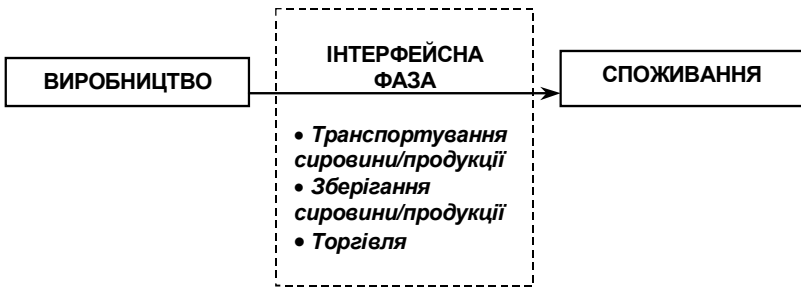 ІНТЕРФЕЙСНА
ФАЗА
ВИРОБНИЦТВО
СПОЖИВАННЯ
• Транспортування
сировини/продукції
• Зберігання
сировини/продукції
• Торгівля